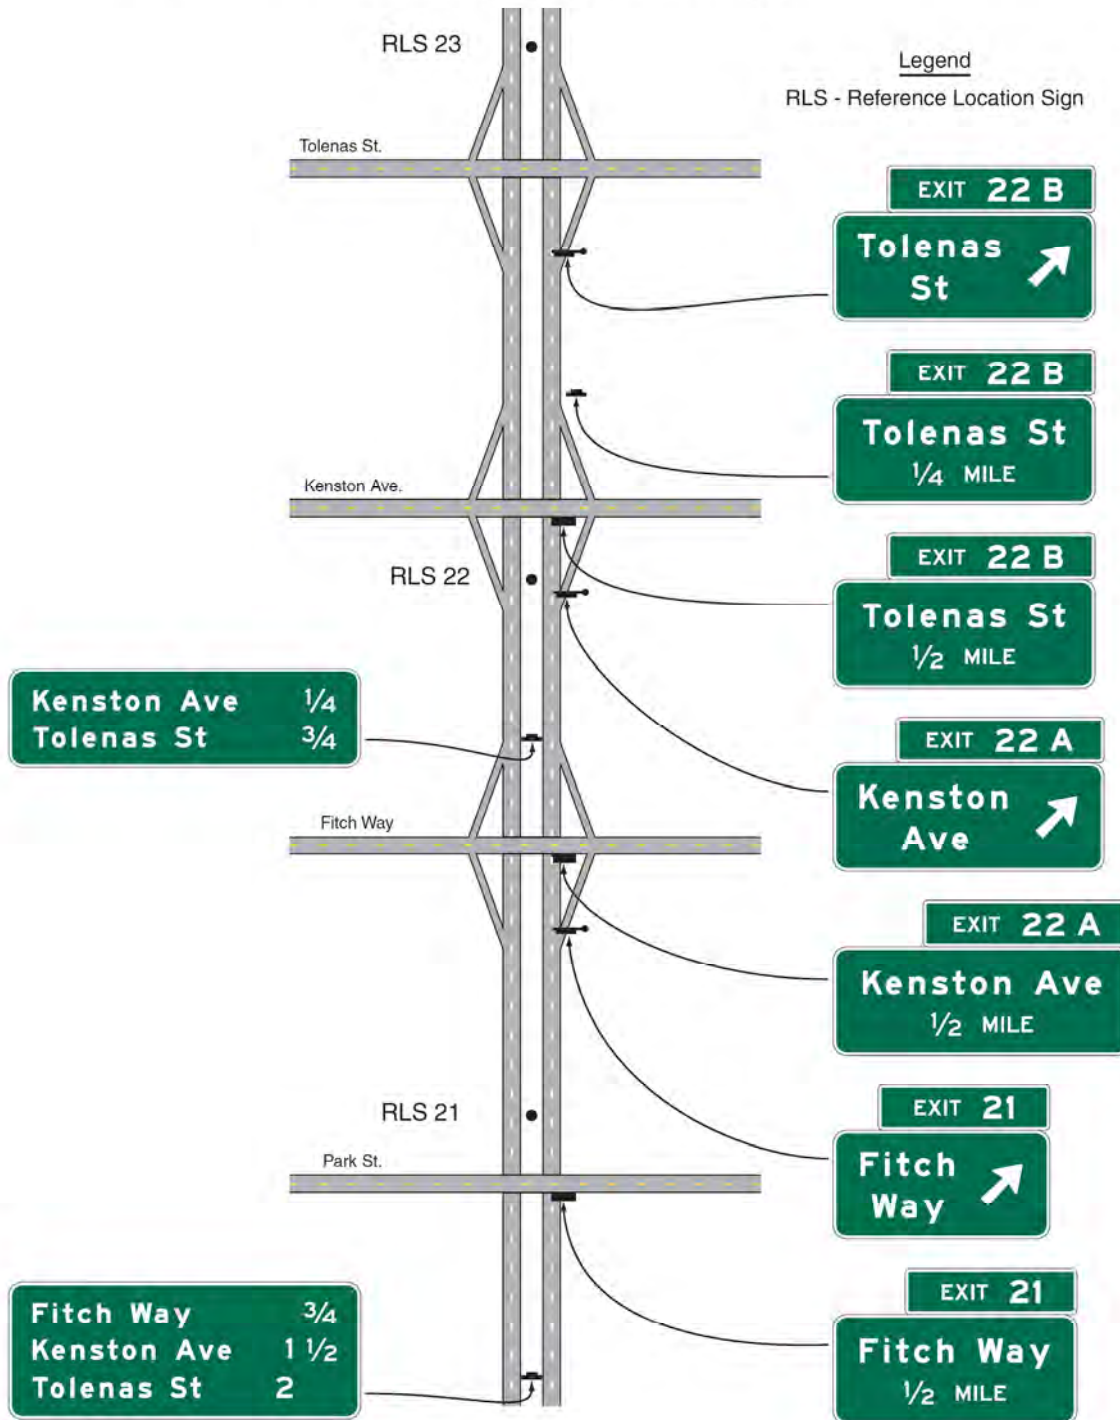 RLS 23
Legend
RLS - Reference Location Sign
Tolenas St.
EXIT 22 B
Tolenas
St
EXIT 22 B
Tolenas St
1/4 MILE
Kenston Ave.
EXIT 22 B
Tolenas St
1/2 MILE
RLS 22
Kenston Ave 1/4
Tolenas St 3/4
EXIT 22 A
Kenston
Ave
Fitch Way
EXIT 22 A
Kenston Ave
1/2 MILE
RLS 21
EXIT 21
Fitch
Way
Park St.
EXIT 21
Fitch Way
1/2 MILE
Fitch Way 3/4
Kenston Ave 1 1/2
Tolenas St 2